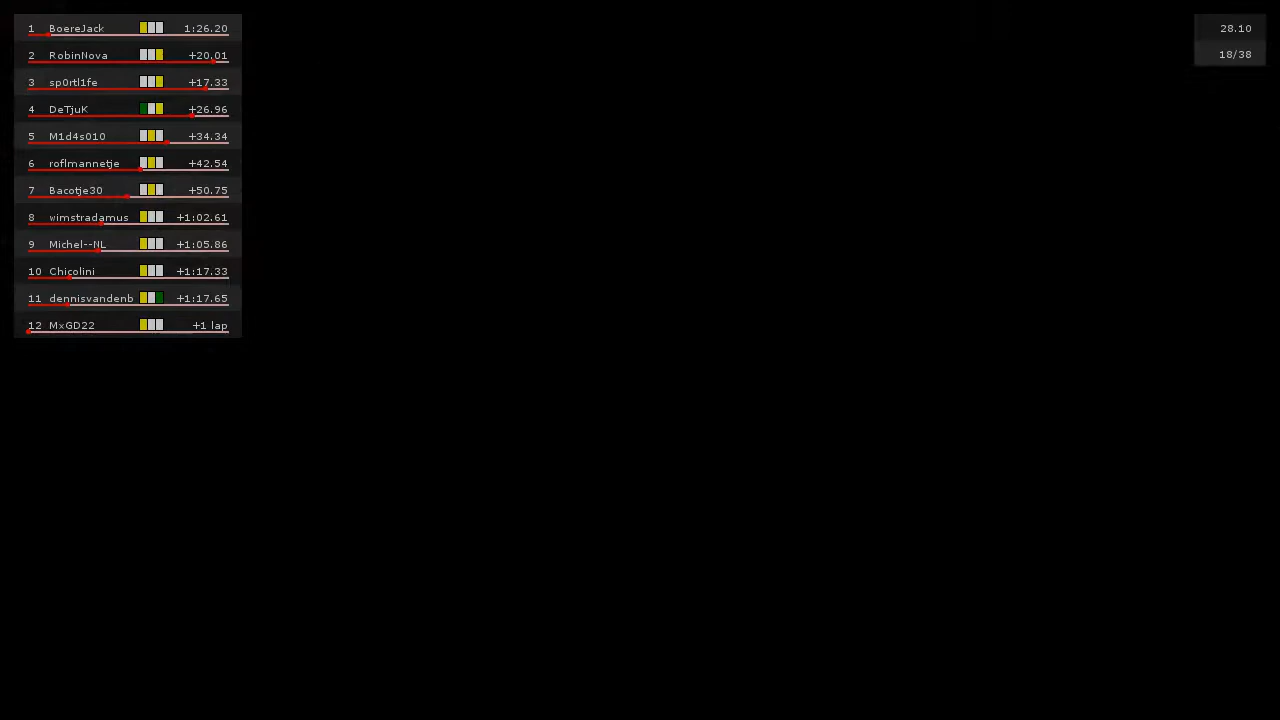 1 BoereJack 1:26.20
2 RobinNova +20.01
3 sp0rtl1fe +17.33
4 DeTjuK +26.96
5 M1d4s010 +34.34
6 roflmannetje +42.54
7 Bacotje30 +50.75
8 wimstradamus +1:02.61
9 Michel--NL +1:05.86
10 Chicolini +1:17.33
11 dennisvandenb +1:17.65
12 MxGD22 +1 lap
28.10
18/38